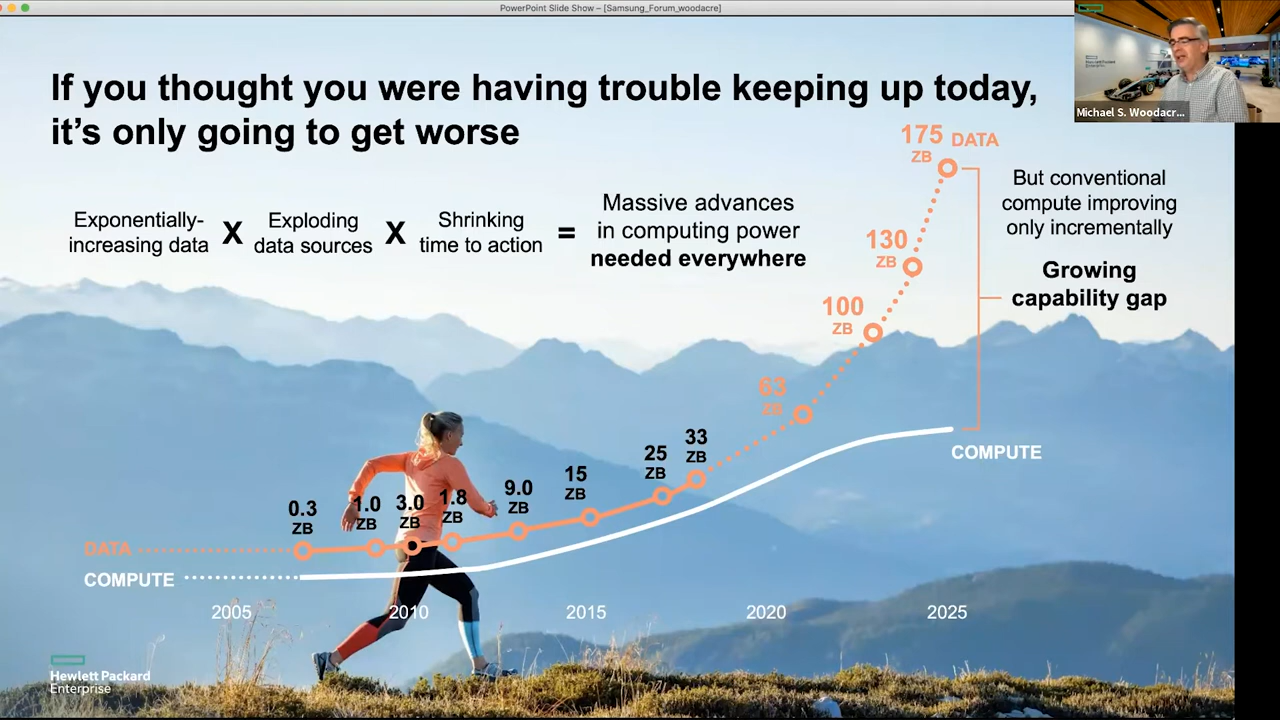 PowerPoint Slide Show – [Samsung_Forum_woodacre]
Hewlett Packard
Enterprise
Michael S. Woodacr...
If you thought you were having trouble keeping up today,
it's only going to get worse
Exponentially-
increasing data
X
Exploding
data sources
X
Shrinking
time to action
=
Massive advances
in computing power
needed everywhere
175 DATA
ZB
But conventional
compute improving
only incrementally
Growing
capability gap
130
ZB
100
ZB
63
ZB
33
ZB
25
ZB
15
ZB
9.0
ZB
1.8
ZB
3.0
ZB
1.0
ZB
0.3
ZB
DATA
COMPUTE
COMPUTE
2005
2010
2015
2020
2025
Hewlett Packard
Enterprise